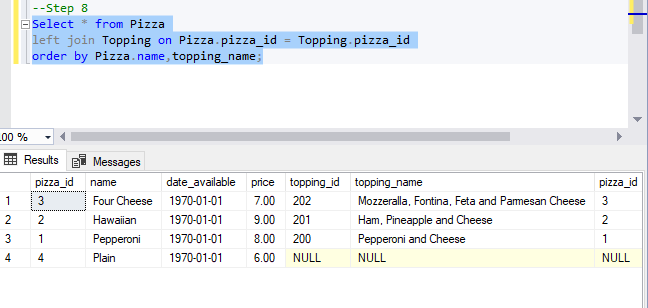 --Step 8
Select * from Pizza
left join Topping on Pizza.pizza_id = Topping.pizza_id
order by Pizza.name,topping_name;
00 %
Results Messages
pizza_id name date_available price topping_id topping_name pizza_id
1 3 Four Cheese 1970-01-01 7.00 202 Mozzeralla, Fontina, Feta and Parmesan Cheese 3
2 2 Hawaiian 1970-01-01 9.00 201 Ham, Pineapple and Cheese 2
3 1 Pepperoni 1970-01-01 8.00 200 Pepperoni and Cheese 1
4 4 Plain 1970-01-01 6.00 NULL NULL NULL